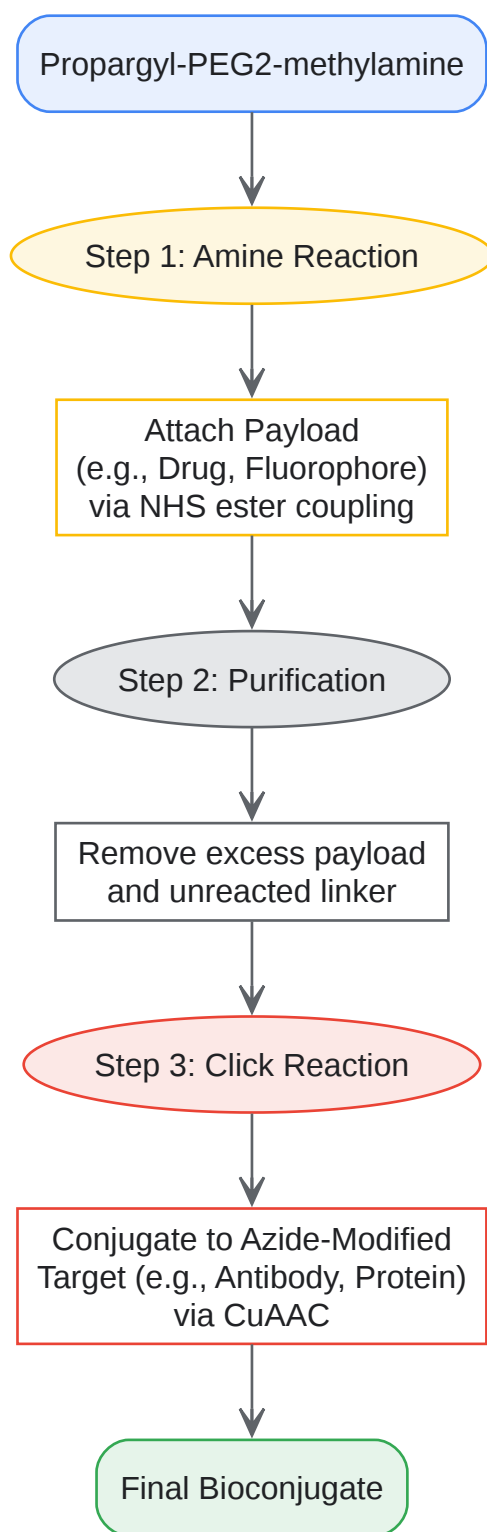 Propargyl-PEG2-methylamine
Step 1: Amine Reaction
Attach Payload
(e.g., Drug, Fluorophore)
via NHS ester coupling
Step 2: Purification
Remove excess payload
and unreacted linker
Step 3: Click Reaction
Conjugate to Azide-Modified
Target (e.g., Antibody, Protein)
via CuAAC
Final Bioconjugate